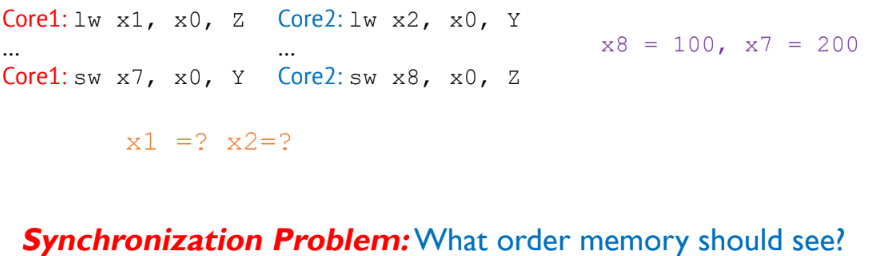 Core1: lw x1, x0, Z Core2: lw x2, x0, Y
... ...
x8 = 100, x7 = 200
Core1: sw x7, x0, Y Core2: sw x8, x0, Z
x1 =? x2=?
Synchronization Problem: What order memory should see?